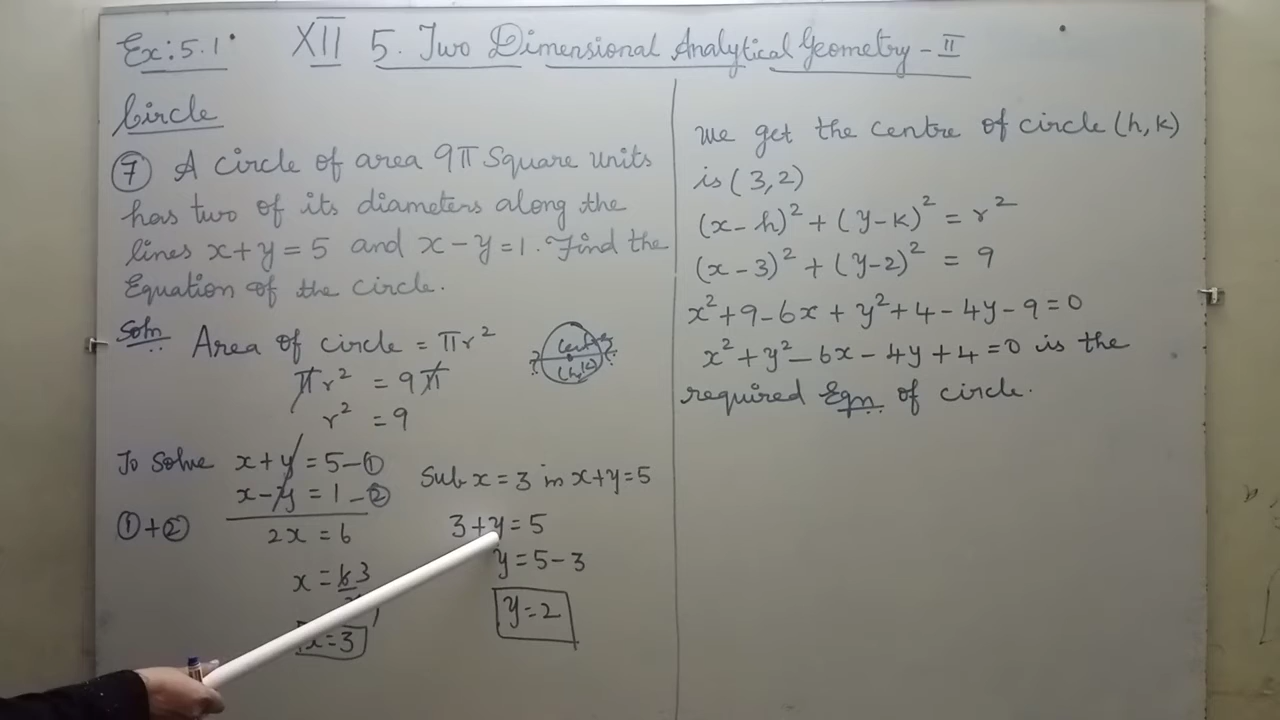 Ex: 5.1
XII 5. Two Dimensional Analytical Geometry - II
Circle
⑦ A circle of area 9π Square units
has two of its diameters along the
lines x+y=5 and x-y=1. Find the
Equation of the circle.
Soln Area of circle = πr²
πr² = 9π
r² = 9
Centre
(h,k)
To Solve x+y=5-①
x-y=1-②
①+② 2x=6
x=6 3
x=3
Sub x=3 in x+y=5
3+y=5
y=5-3
y=2
We get the centre of circle (h,k)
is (3,2)
(x-h)²+(y-k)²=r²
(x-3)²+(y-2)² = 9
x²+9-6x+y²+4-4y-9=0
x²+y²-6x-4y+4=0 is the
required Eqn of circle.